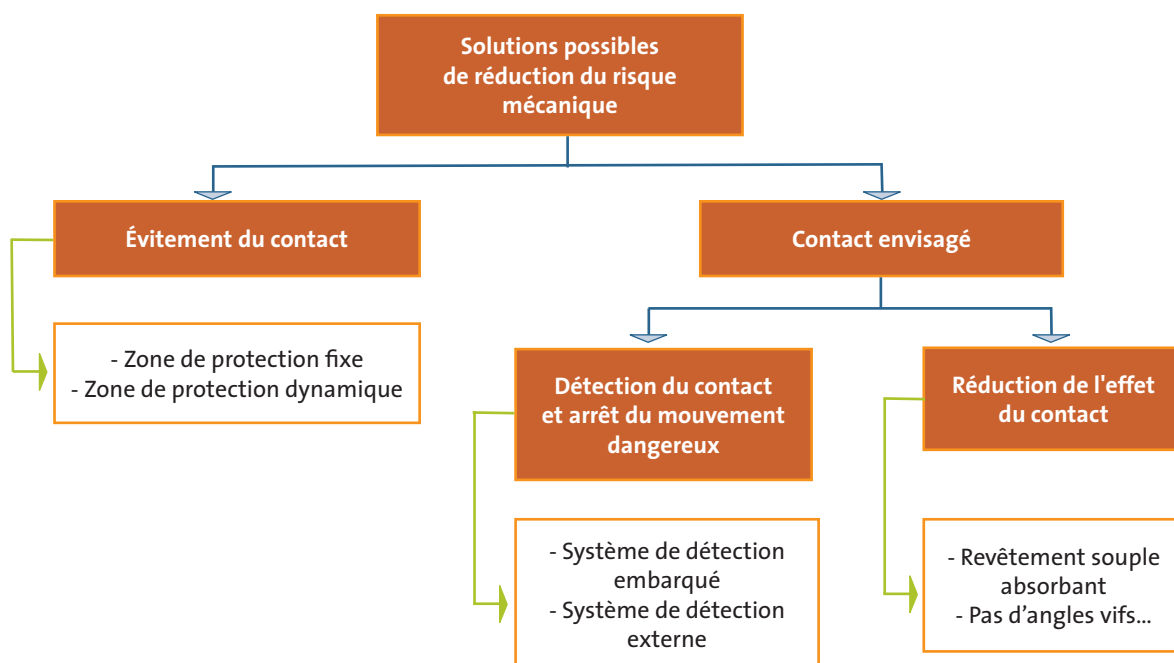 Solutions possibles
de réduction du risque
mécanique
Évitement du contact
Contact envisagé
- Zone de protection fixe
- Zone de protection dynamique
Détection du contact
et arrêt du mouvement
dangereux
Réduction de l'effet
du contact
- Système de détection
embarqué
- Système de détection
externe
- Revêtement souple
absorbant
- Pas d’angles vifs...